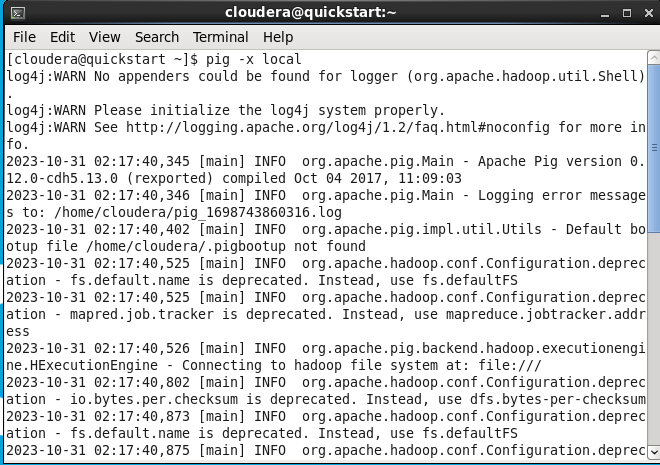 cloudera@quickstart:~
File Edit View Search Terminal Help
[cloudera@quickstart ~]$ pig -x local
log4j:WARN No appenders could be found for logger (org.apache.hadoop.util.Shell)
.
log4j:WARN Please initialize the log4j system properly.
log4j:WARN See http://logging.apache.org/log4j/1.2/faq.html#noconfig for more in
fo.
2023-10-31 02:17:40,345 [main] INFO  org.apache.pig.Main - Apache Pig version 0.
12.0-cdh5.13.0 (rexported) compiled Oct 04 2017, 11:09:03
2023-10-31 02:17:40,346 [main] INFO  org.apache.pig.Main - Logging error message
s to: /home/cloudera/pig_1698743860316.log
2023-10-31 02:17:40,402 [main] INFO  org.apache.pig.impl.util.Utils - Default bo
otup file /home/cloudera/.pigbootup not found
2023-10-31 02:17:40,525 [main] INFO  org.apache.hadoop.conf.Configuration.deprec
ation - fs.default.name is deprecated. Instead, use fs.defaultFS
2023-10-31 02:17:40,525 [main] INFO  org.apache.hadoop.conf.Configuration.deprec
ation - mapred.job.tracker is deprecated. Instead, use mapreduce.jobtracker.addr
ess
2023-10-31 02:17:40,526 [main] INFO  org.apache.pig.backend.hadoop.executionengi
ne.HExecutionEngine - Connecting to hadoop file system at: file:///
2023-10-31 02:17:40,802 [main] INFO  org.apache.hadoop.conf.Configuration.deprec
ation - io.bytes.per.checksum is deprecated. Instead, use dfs.bytes-per-checksum
2023-10-31 02:17:40,873 [main] INFO  org.apache.hadoop.conf.Configuration.deprec
ation - fs.default.name is deprecated. Instead, use fs.defaultFS
2023-10-31 02:17:40,875 [main] INFO  org.apache.hadoop.conf.Configuration.deprec